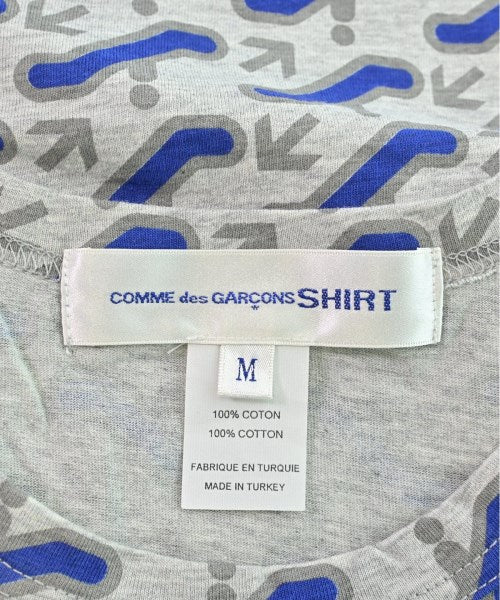 COMME des GARÇONS SHIRT
*
M
100% COTON
100% COTTON
FABRIQUE EN TURQUIE
MADE IN TURKEY